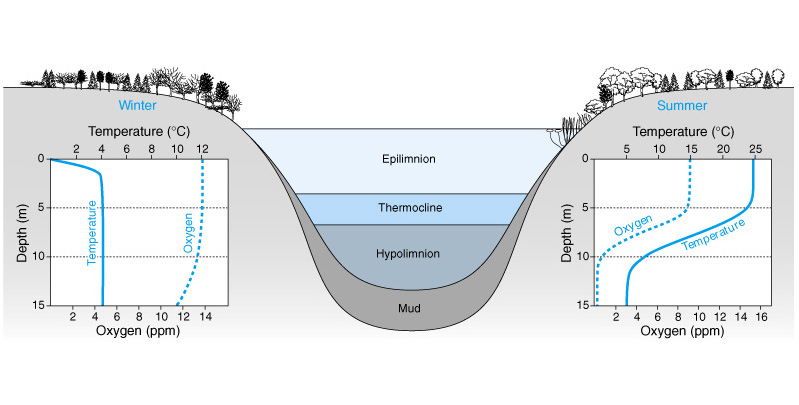 Winter
Temperature (°C)
2 4 6 8 10 12
0
5
10
15
Depth (m)
Temperature
Oxygen
2 4 6 8 10 12 14
Oxygen (ppm)
Epilimnion
Thermocline
Hypolimnion
Mud
Summer
Temperature (°C)
5 10 15 20 25
0
5
10
15
Depth (m)
Oxygen
Temperature
2 4 6 8 10 12 14 16
Oxygen (ppm)